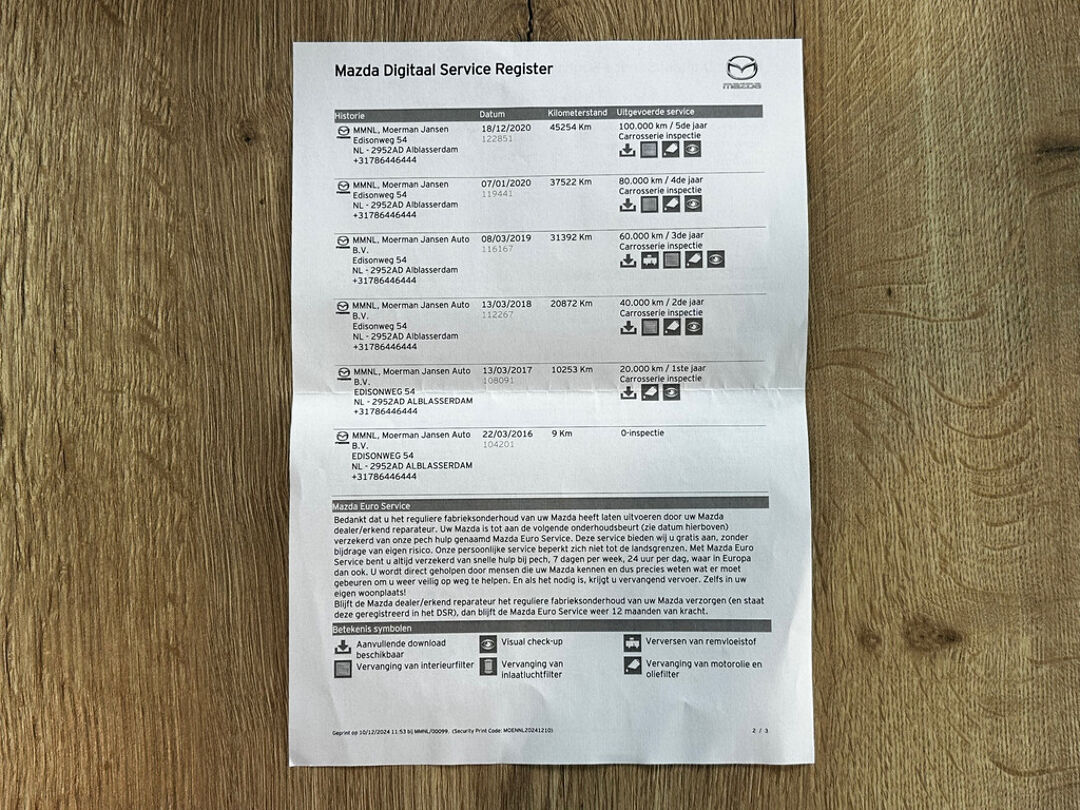 Mazda Digitaal Service Register
mazda
Historie Datum Kilometerstand Uitgevoerde service
MMNL, Moerman Jansen 18/12/2020 45254 Km 100.000 km / 5de jaar
Edisonweg 54 122851 Carrosserie inspectie
NL - 2952AD Alblasserdam
+31786446444
MMNL, Moerman Jansen 07/01/2020 37522 Km 80.000 km / 4de jaar
Edisonweg 54 119441 Carrosserie inspectie
NL - 2952AD Alblasserdam
+31786446444
MMNL, Moerman Jansen Auto 08/03/2019 31392 Km 60.000 km / 3de jaar
B.V. 116167 Carrosserie inspectie
Edisonweg 54
NL - 2952AD Alblasserdam
+31786446444
MMNL, Moerman Jansen Auto 13/03/2018 20872 Km 40.000 km / 2de jaar
B.V. 112267 Carrosserie inspectie
Edisonweg 54
NL - 2952AD Alblasserdam
+31786446444
MMNL, Moerman Jansen Auto 13/03/2017 10253 Km 20.000 km / 1ste jaar
B.V. 108091 Carrosserie inspectie
EDISONWEG 54
NL - 2952AD ALBLASSERDAM
+31786446444
MMNL, Moerman Jansen Auto 22/03/2016 9 Km 0-inspectie
B.V. 104201
EDISONWEG 54
NL - 2952AD ALBLASSERDAM
+31786446444
Mazda Euro Service
Bedankt dat u het reguliere fabrieksonderhoud van uw Mazda heeft laten uitvoeren door uw Mazda
dealer/erkend reparateur. Uw Mazda is tot aan de volgende onderhoudsbeurt (zie datum hierboven)
verzekerd van onze pech hulp genaamd Mazda Euro Service. Deze service bieden wij u gratis aan, zonder
bijdrage van eigen risico. Onze persoonlijke service beperkt zich niet tot de landsgrenzen. Met Mazda Euro
Service bent u altijd verzekerd van snelle hulp bij pech, 7 dagen per week, 24 uur per dag, waar in Europa
dan ook. U wordt direct geholpen door mensen die uw Mazda kennen en dus precies weten wat er moet
gebeuren om u weer veilig op weg te helpen. En als het nodig is, krijgt u vervangend vervoer. Zelfs in uw
eigen woonplaats!
Blijft de Mazda dealer/erkend reparateur het reguliere fabrieksonderhoud van uw Mazda verzorgen (en staat
deze geregistreerd in het DSR), dan blijft de Mazda Euro Service weer 12 maanden van kracht.
Betekenis symbolen
Aanvullende download beschikbaar
Visual check-up
Verversen van remvloeistof
Vervanging van interieurfilter
Vervanging van inlaatluchtfilter
Vervanging van motorolie en oliefilter
Geprint op 10/12/2024 11:53 bij MMNL/00099. (Security Print Code: MOENNL20241210) 2 / 3